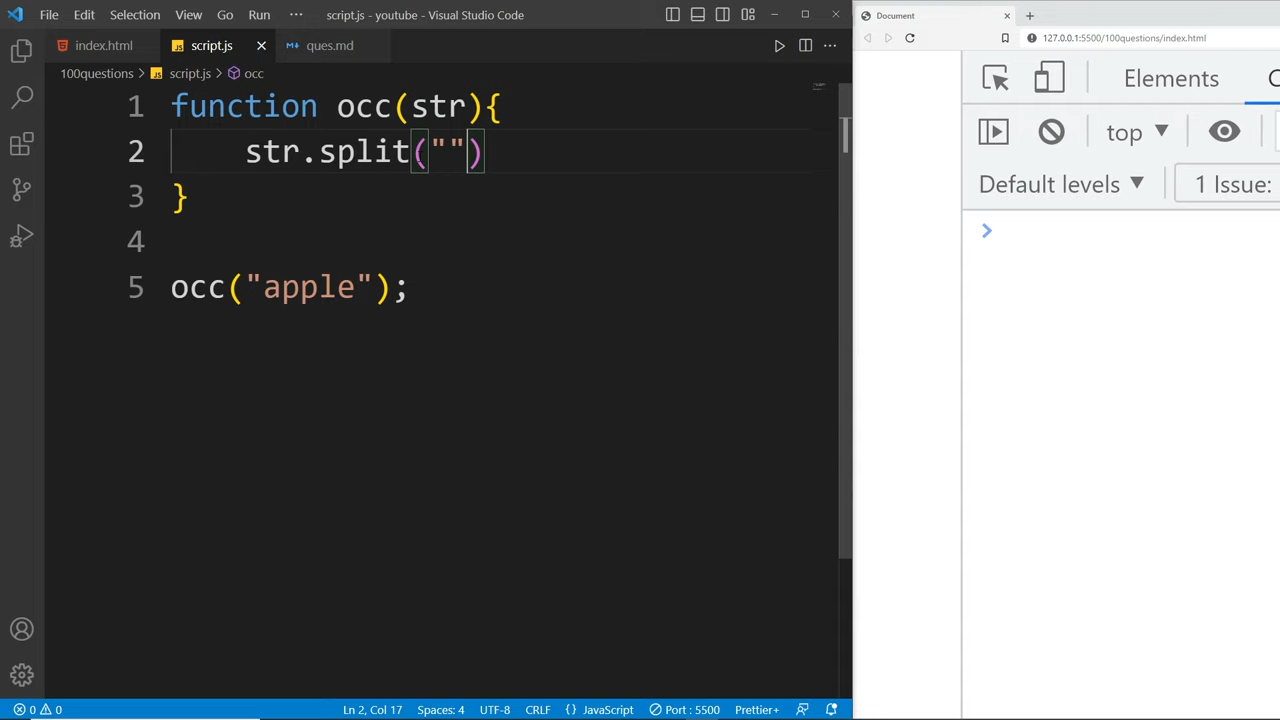 File Edit Selection View Go Run ··· script.js - youtube - Visual Studio Code
Document
index.html JS script.js ques.md
127.0.0.1:5500/100questions/index.html
100questions > JS script.js > occ
Elements
1 function occ(str){
top
2 str.split("")
Default levels 1 Issue:
3 }
4
5 occ("apple");
0 0 Ln 2, Col 17 Spaces: 4 UTF-8 CRLF {} JavaScript Port : 5500 Prettier+